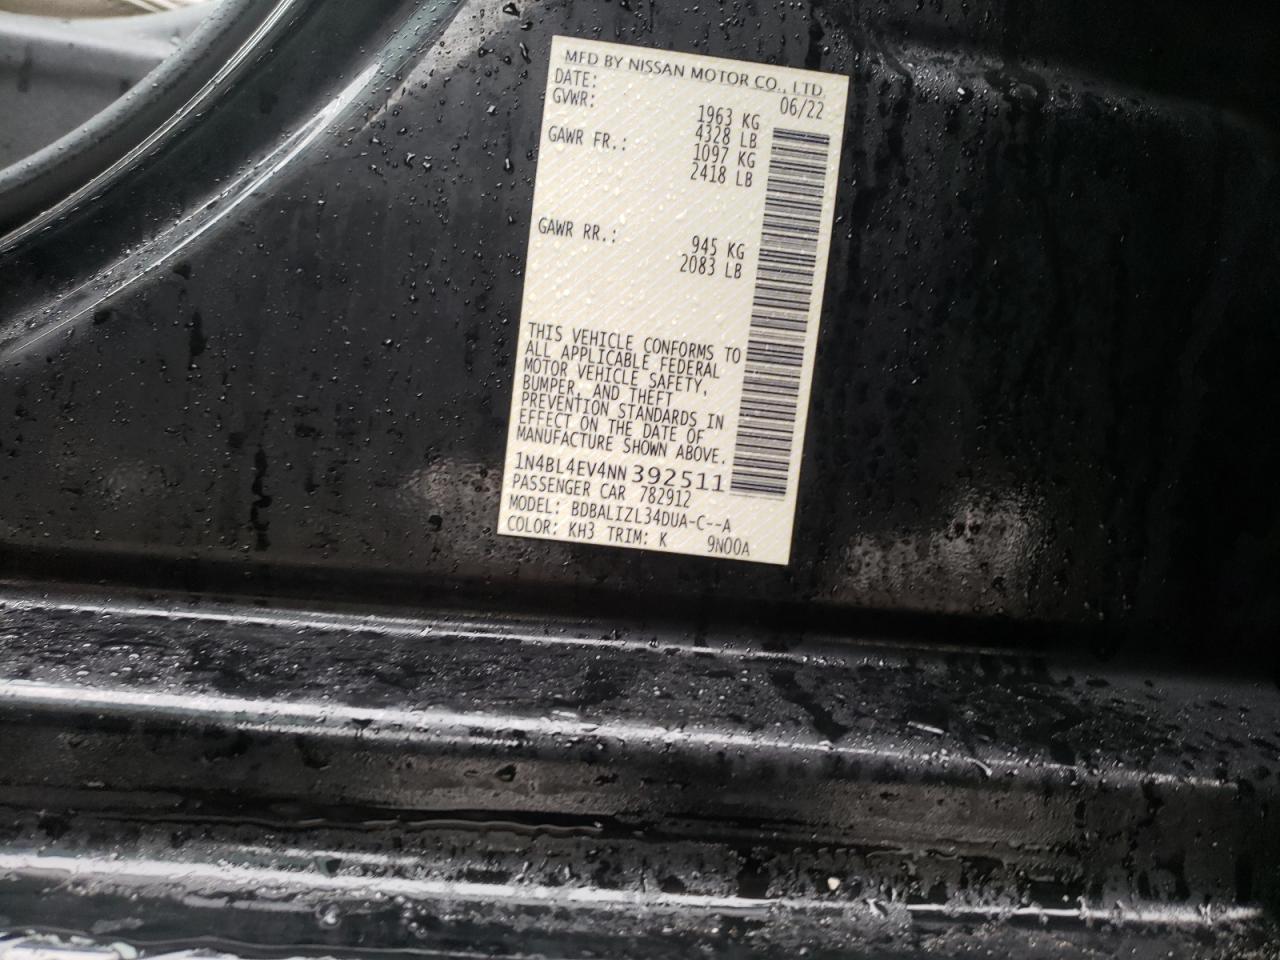 MFD BY NISSAN MOTOR CO., LTD.
DATE: 06/22
GVWR: 1963 KG
4328 LB
GAWR FR.: 1097 KG
2418 LB
GAWR RR.: 945 KG
2083 LB
THIS VEHICLE CONFORMS TO
ALL APPLICABLE FEDERAL
MOTOR VEHICLE SAFETY,
BUMPER, AND THEFT
PREVENTION STANDARDS IN
EFFECT ON THE DATE OF
MANUFACTURE SHOWN ABOVE.
1N4BL4EV4NN392511
PASSENGER CAR 782912
MODEL: BDBALIZL34DUA-C--A
COLOR: KH3 TRIM: K 9N00A